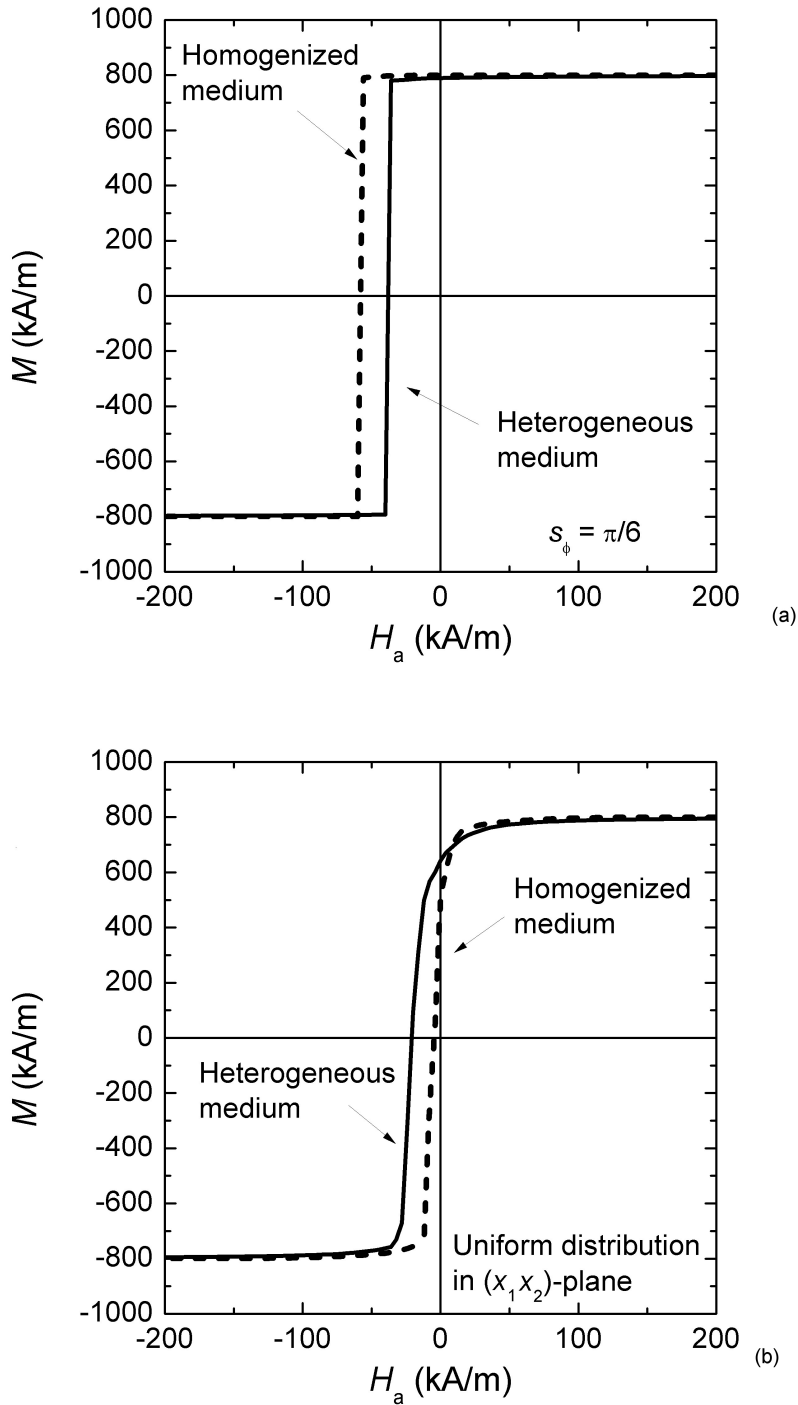 1000
800
600
400
200
0
-200
-400
-600
-800
-1000
M (kA/m)
Homogenized
medium
Heterogeneous
medium
sϕ = π/6
-200
-100
0
100
200
Ha (kA/m)
(a)
1000
800
600
400
200
0
-200
-400
-600
-800
-1000
M (kA/m)
Homogenized
medium
Heterogeneous
medium
Uniform distribution
in (x1x2)-plane
-200
-100
0
100
200
Ha (kA/m)
(b)